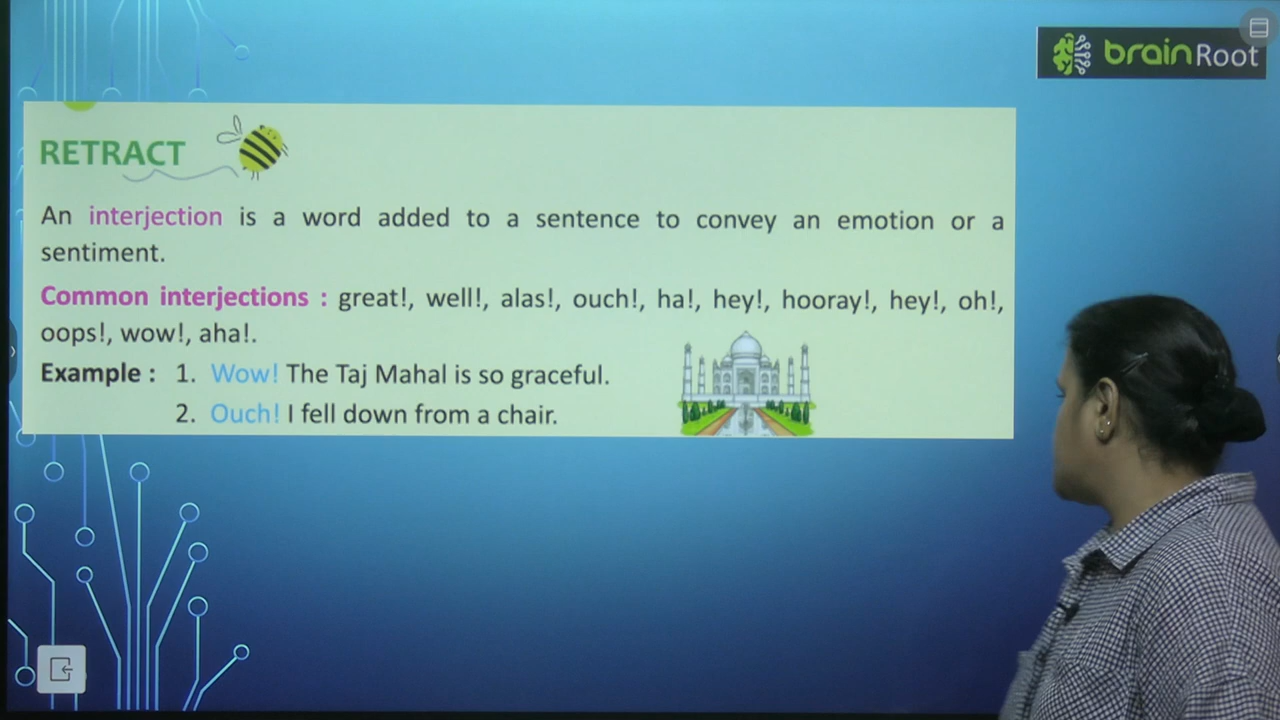 brainRoot
RETRACT
An interjection is a word added to a sentence to convey an emotion or a
sentiment.
Common interjections : great!, well!, alas!, ouch!, ha!, hey!, hooray!, hey!, oh!,
oops!, wow!, aha!.
Example : 1. Wow! The Taj Mahal is so graceful.
2. Ouch! I fell down from a chair.